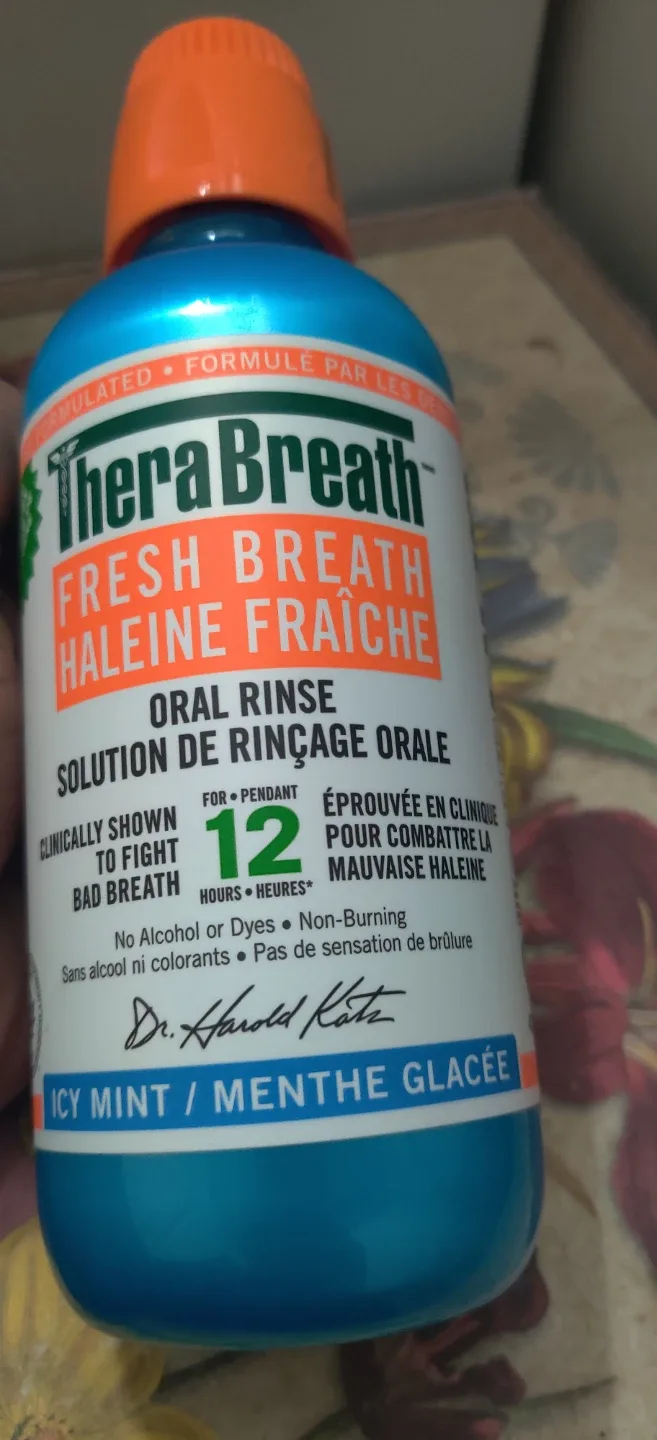 FORMULATED • FORMULÉ PAR LES
TheraBreath™
FRESH BREATH
HALEINE FRAÎCHE
ORAL RINSE
SOLUTION DE RINÇAGE ORALE
CLINICALLY SHOWN
TO FIGHT
BAD BREATH
FOR • PENDANT
12
HOURS • HEURES*
ÉPROUVÉE EN CLINIQUE
POUR COMBATTRE LA
MAUVAISE HALEINE
No Alcohol or Dyes • Non-Burning
Sans alcool ni colorants • Pas de sensation de brûlure
Dr. Harold Katz
ICY MINT / MENTHE GLACÉE